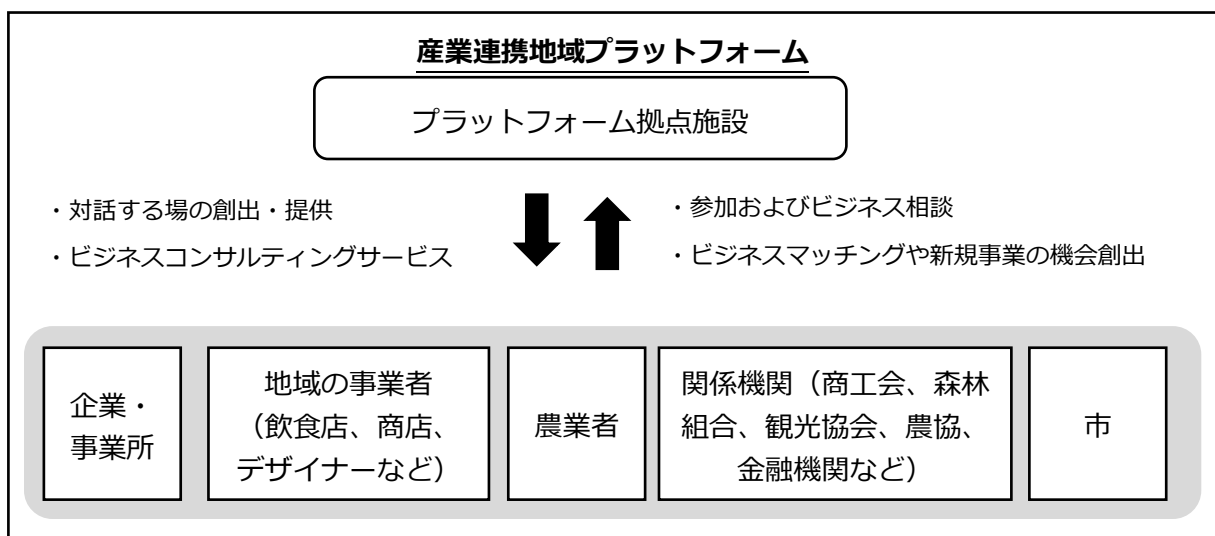 産業連携地域プラットフォーム
プラットフォーム拠点施設
・対話する場の創出・提供
・ビジネスコンサルティングサービス
・参加およびビジネス相談
・ビジネスマッチングや新規事業の機会創出
企業・
事業所
地域の事業者
（飲食店、商店、
デザイナーなど）
農業者
関係機関（商工会、森林
組合、観光協会、農協、
金融機関など）
市